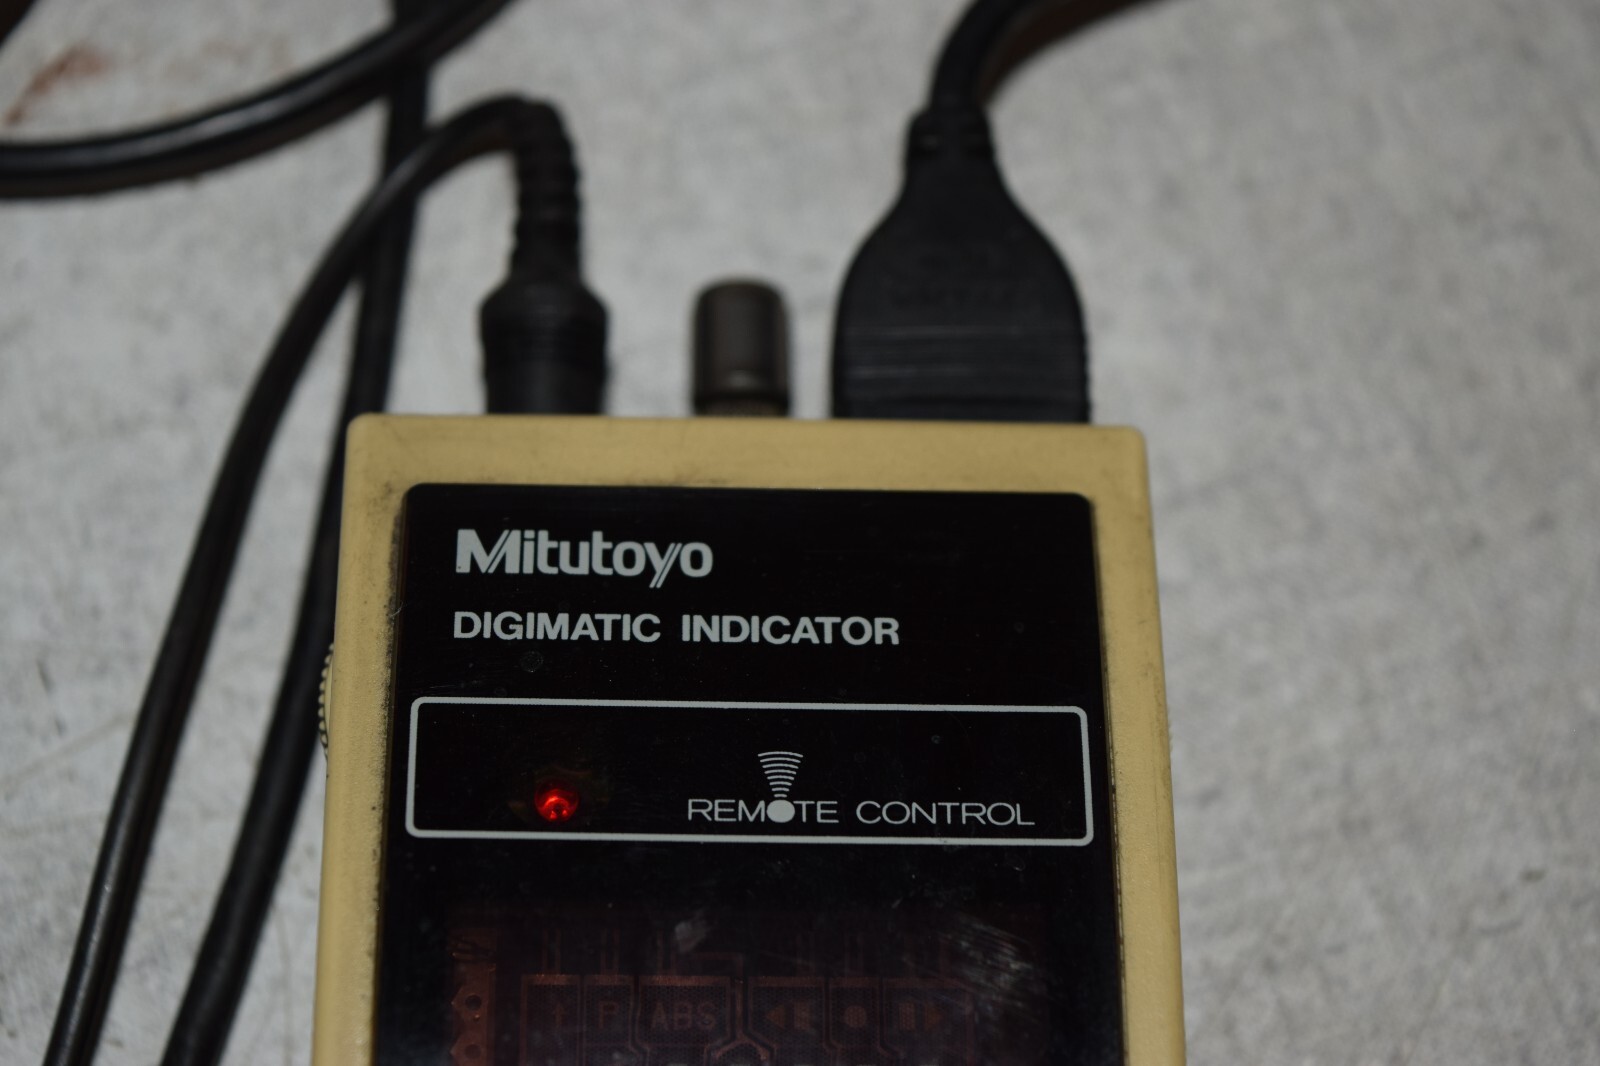 Mitutoyo
DIGIMATIC INDICATOR
REMOTE CONTROL
P ABS